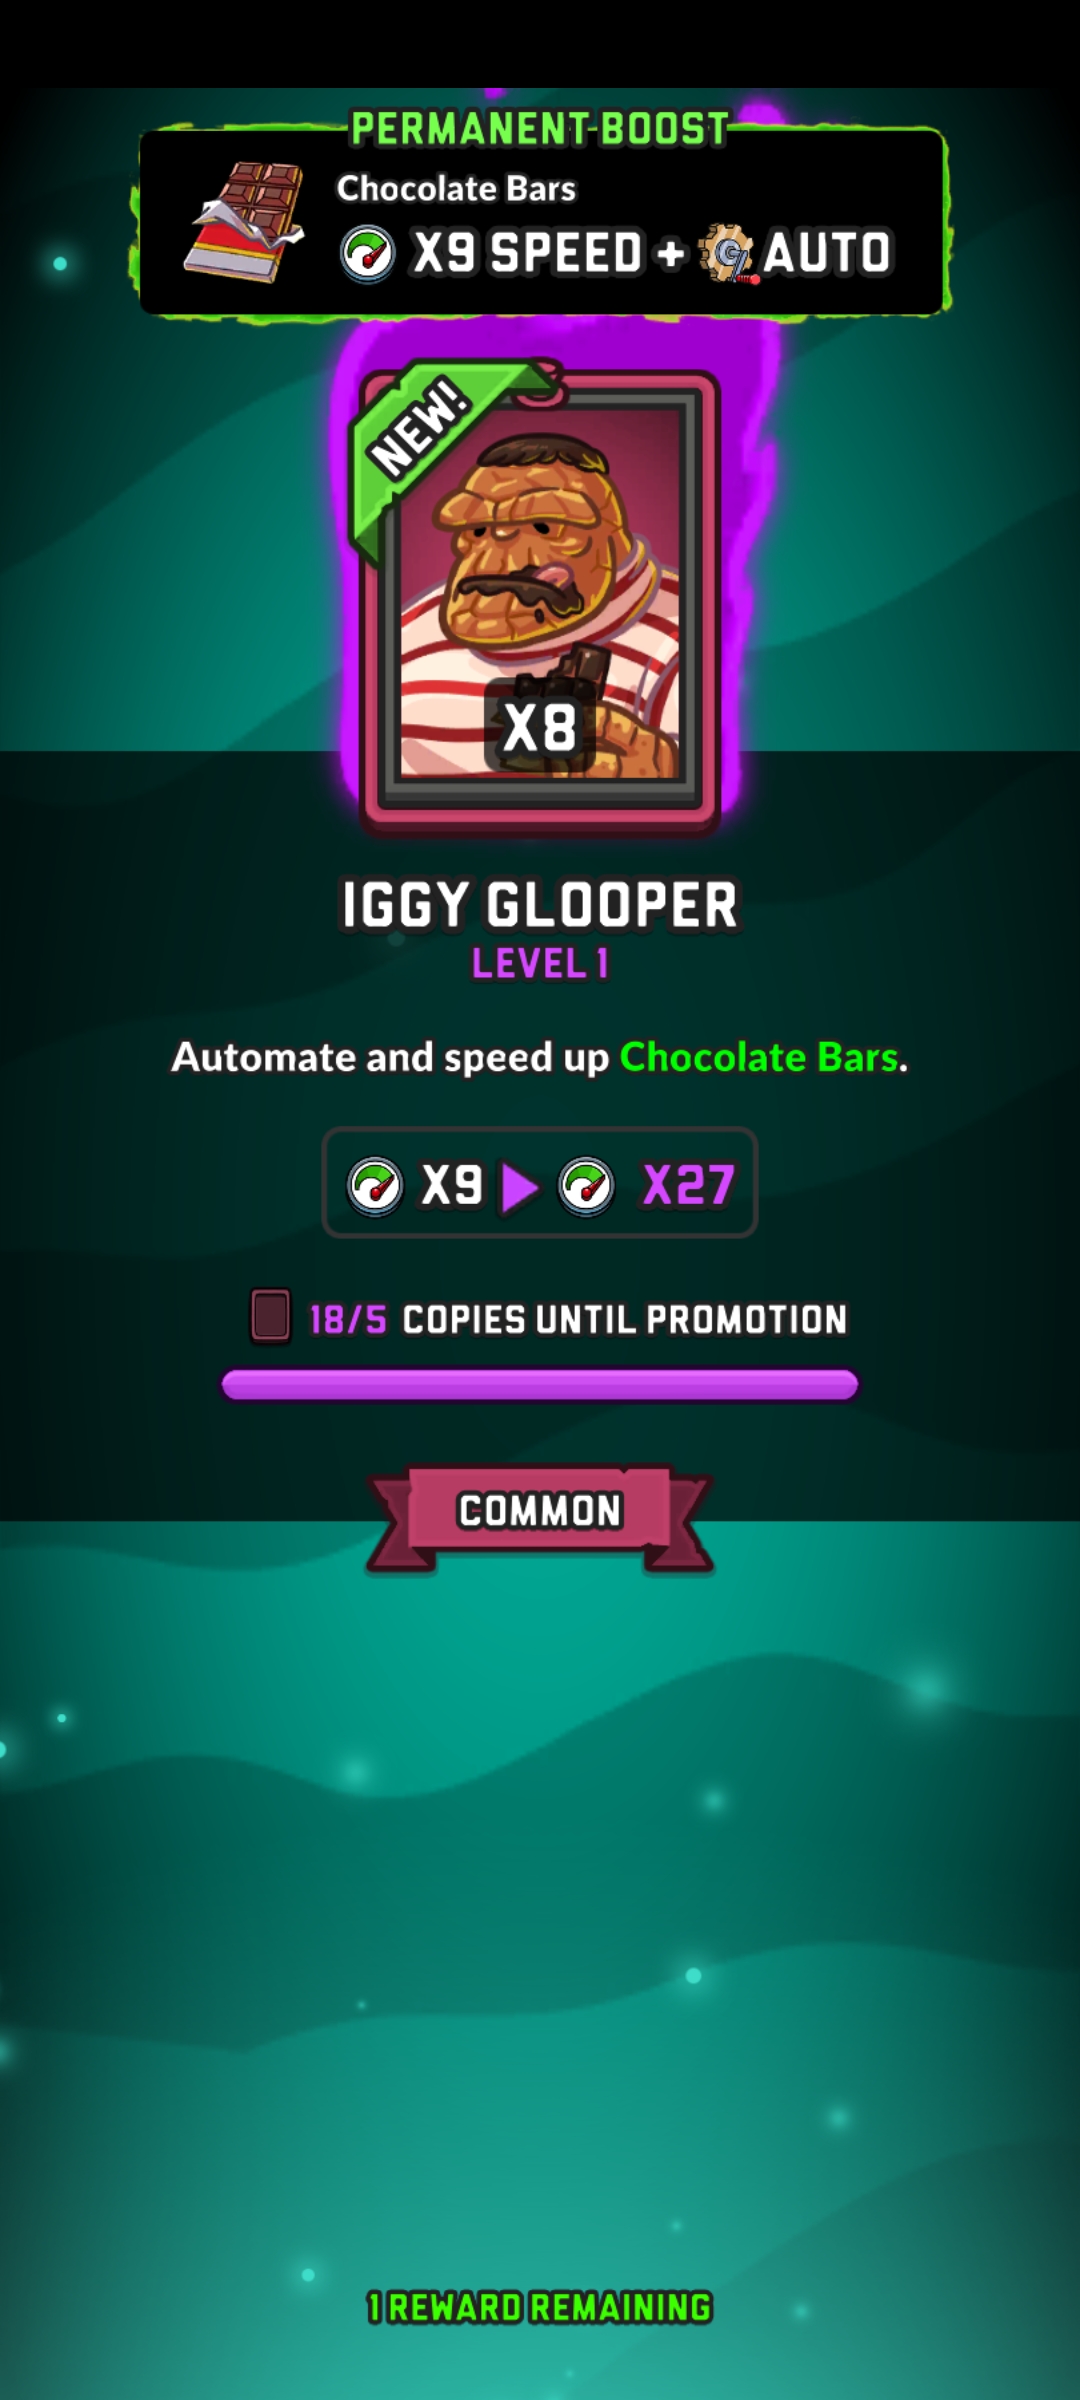 PERMANENT BOOST
Chocolate Bars
X9 SPEED + AUTO
NEW!
X8
IGGY GLOOPER
LEVEL 1
Automate and speed up Chocolate Bars.
X9 X27
18/5 COPIES UNTIL PROMOTION
COMMON
1 REWARD REMAINING